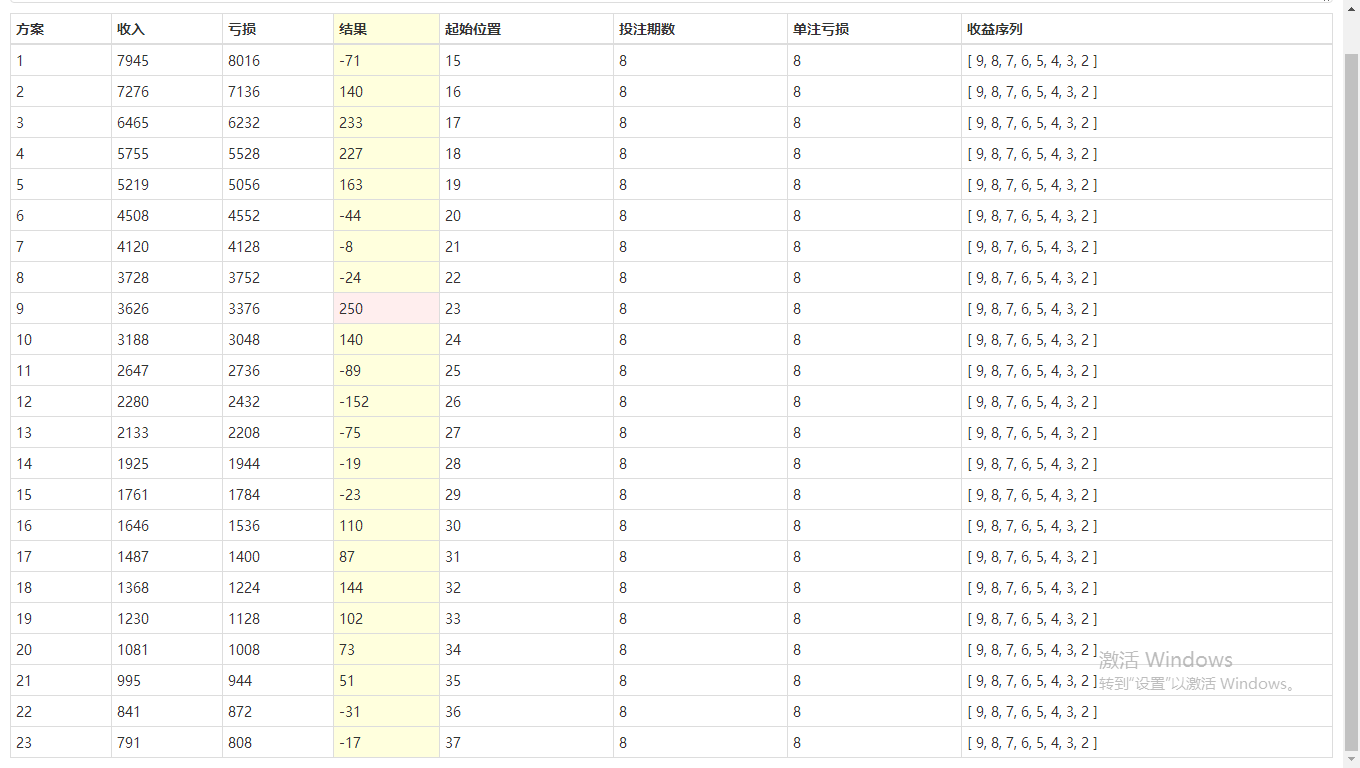 方案 收入 亏损 结果 起始位置 投注期数 单注亏损 收益序列
1 7945 8016 -71 15 8 8 [ 9, 8, 7, 6, 5, 4, 3, 2 ]
2 7276 7136 140 16 8 8 [ 9, 8, 7, 6, 5, 4, 3, 2 ]
3 6465 6232 233 17 8 8 [ 9, 8, 7, 6, 5, 4, 3, 2 ]
4 5755 5528 227 18 8 8 [ 9, 8, 7, 6, 5, 4, 3, 2 ]
5 5219 5056 163 19 8 8 [ 9, 8, 7, 6, 5, 4, 3, 2 ]
6 4508 4552 -44 20 8 8 [ 9, 8, 7, 6, 5, 4, 3, 2 ]
7 4120 4128 -8 21 8 8 [ 9, 8, 7, 6, 5, 4, 3, 2 ]
8 3728 3752 -24 22 8 8 [ 9, 8, 7, 6, 5, 4, 3, 2 ]
9 3626 3376 250 23 8 8 [ 9, 8, 7, 6, 5, 4, 3, 2 ]
10 3188 3048 140 24 8 8 [ 9, 8, 7, 6, 5, 4, 3, 2 ]
11 2647 2736 -89 25 8 8 [ 9, 8, 7, 6, 5, 4, 3, 2 ]
12 2280 2432 -152 26 8 8 [ 9, 8, 7, 6, 5, 4, 3, 2 ]
13 2133 2208 -75 27 8 8 [ 9, 8, 7, 6, 5, 4, 3, 2 ]
14 1925 1944 -19 28 8 8 [ 9, 8, 7, 6, 5, 4, 3, 2 ]
15 1761 1784 -23 29 8 8 [ 9, 8, 7, 6, 5, 4, 3, 2 ]
16 1646 1536 110 30 8 8 [ 9, 8, 7, 6, 5, 4, 3, 2 ]
17 1487 1400 87 31 8 8 [ 9, 8, 7, 6, 5, 4, 3, 2 ]
18 1368 1224 144 32 8 8 [ 9, 8, 7, 6, 5, 4, 3, 2 ]
19 1230 1128 102 33 8 8 [ 9, 8, 7, 6, 5, 4, 3, 2 ]
20 1081 1008 73 34 8 8 [ 9, 8, 7, 6, 5, 4, 3, 2 ]
21 995 944 51 35 8 8 [ 9, 8, 7, 6, 5, 4, 3, 2 ]
22 841 872 -31 36 8 8 [ 9, 8, 7, 6, 5, 4, 3, 2 ]
23 791 808 -17 37 8 8 [ 9, 8, 7, 6, 5, 4, 3, 2 ]
激活 Windows
转到“设置”以激活 Windows。